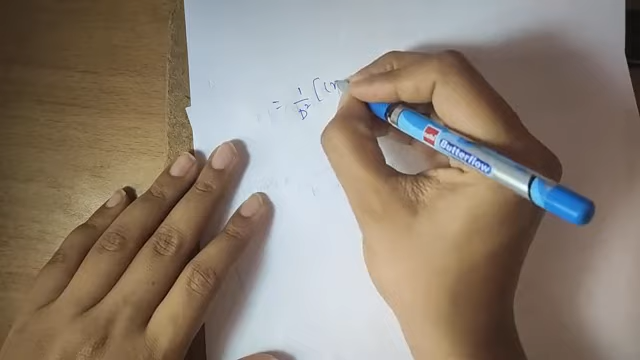 = 1/D² [(x
Butterflow